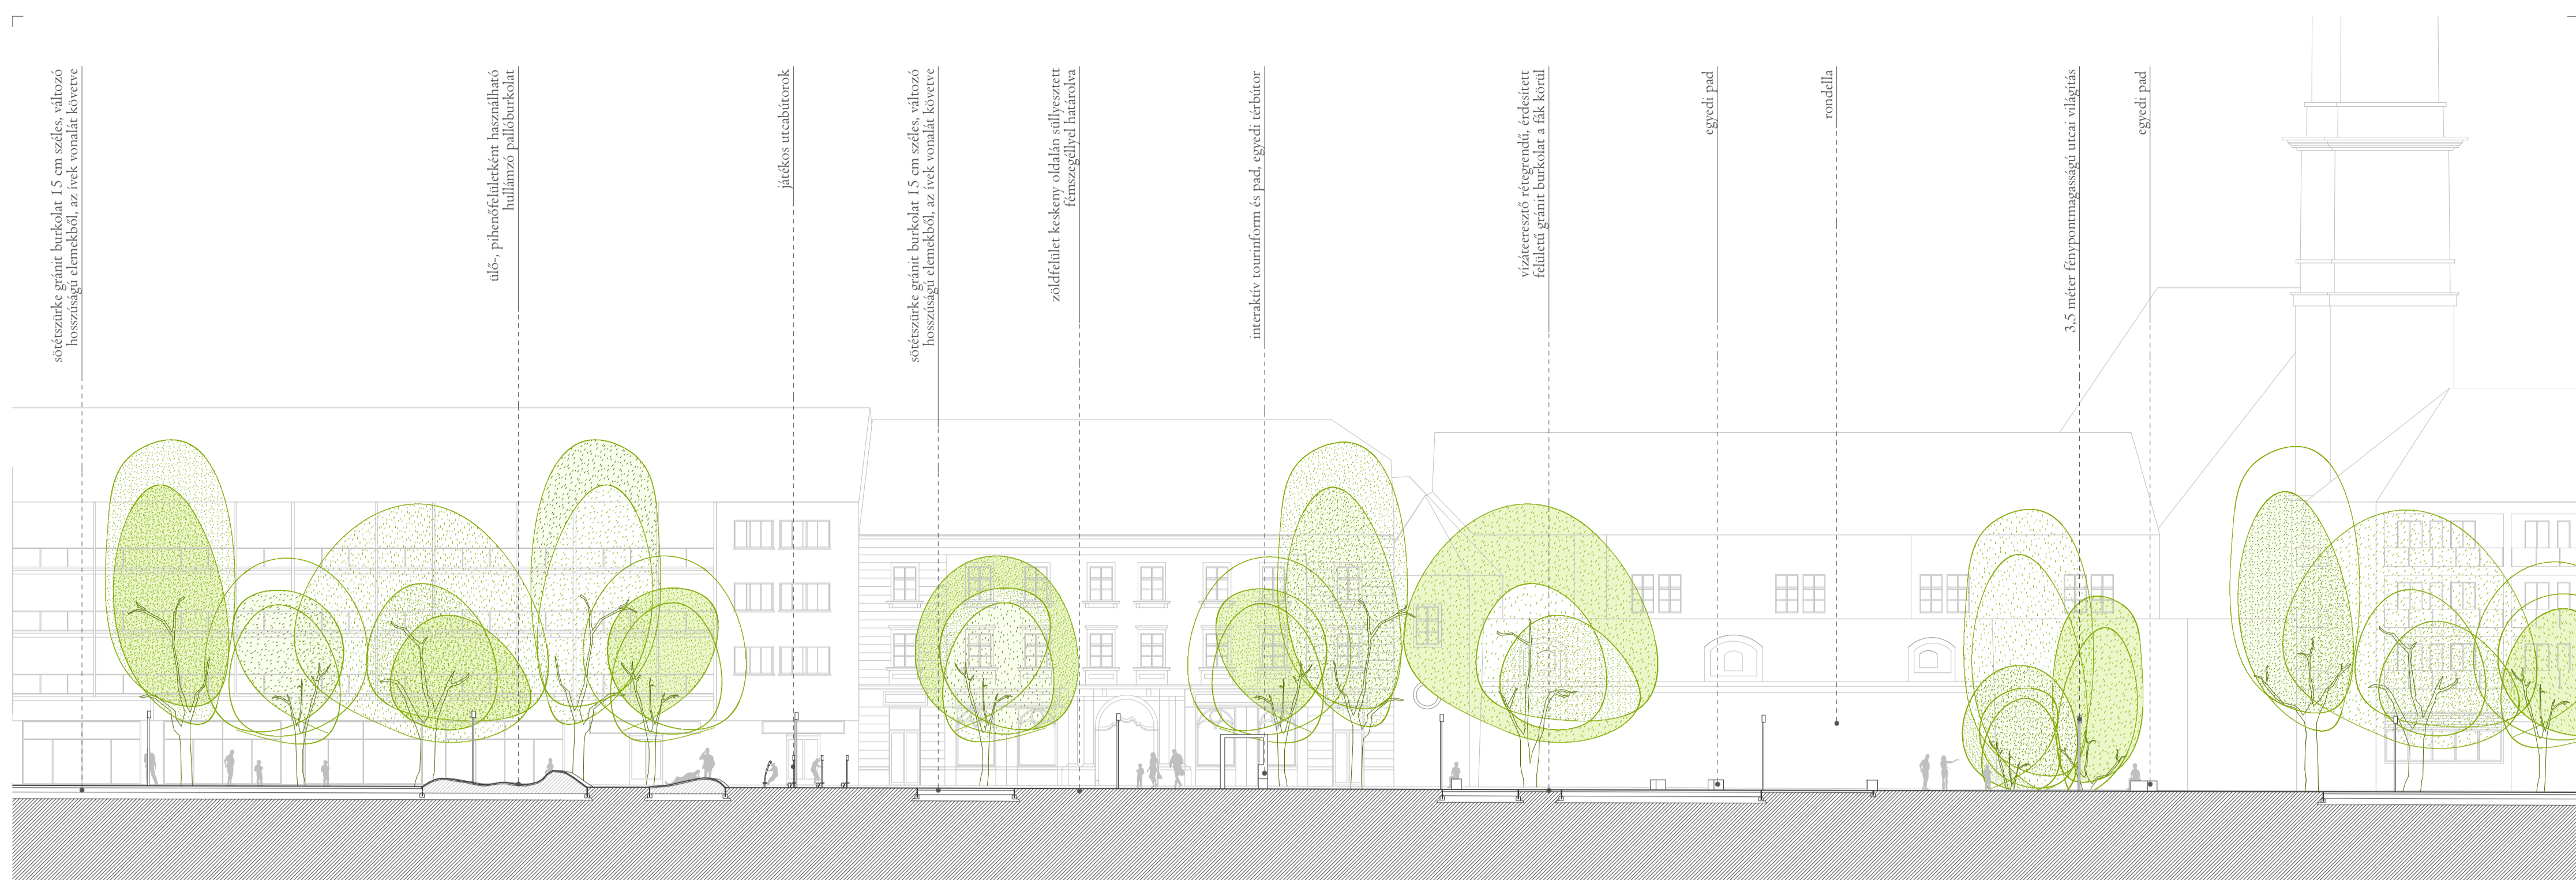 sötétszürke gránit burkolat 15 cm széles, változó
hosszúságú elemekből, az ívek vonalát követve
ülő-, pihenőfelületként használható
hullámzó pallóburkolat
játékos utcabútorok
sötétszürke gránit burkolat 15 cm széles, változó
hosszúságú elemekből, az ívek vonalát követve
zöldfelület keskeny oldalán süllyesztett
fémszegéllyel határolva
interaktív tourinform és pad, egyedi térbútor
vízáteeresztő rétegrendű, érdesített
felületű gránit burkolat a fák körül
egyedi pad
rondella
3,5 méter fénypontmagasságú utcai világítás
egyedi pad